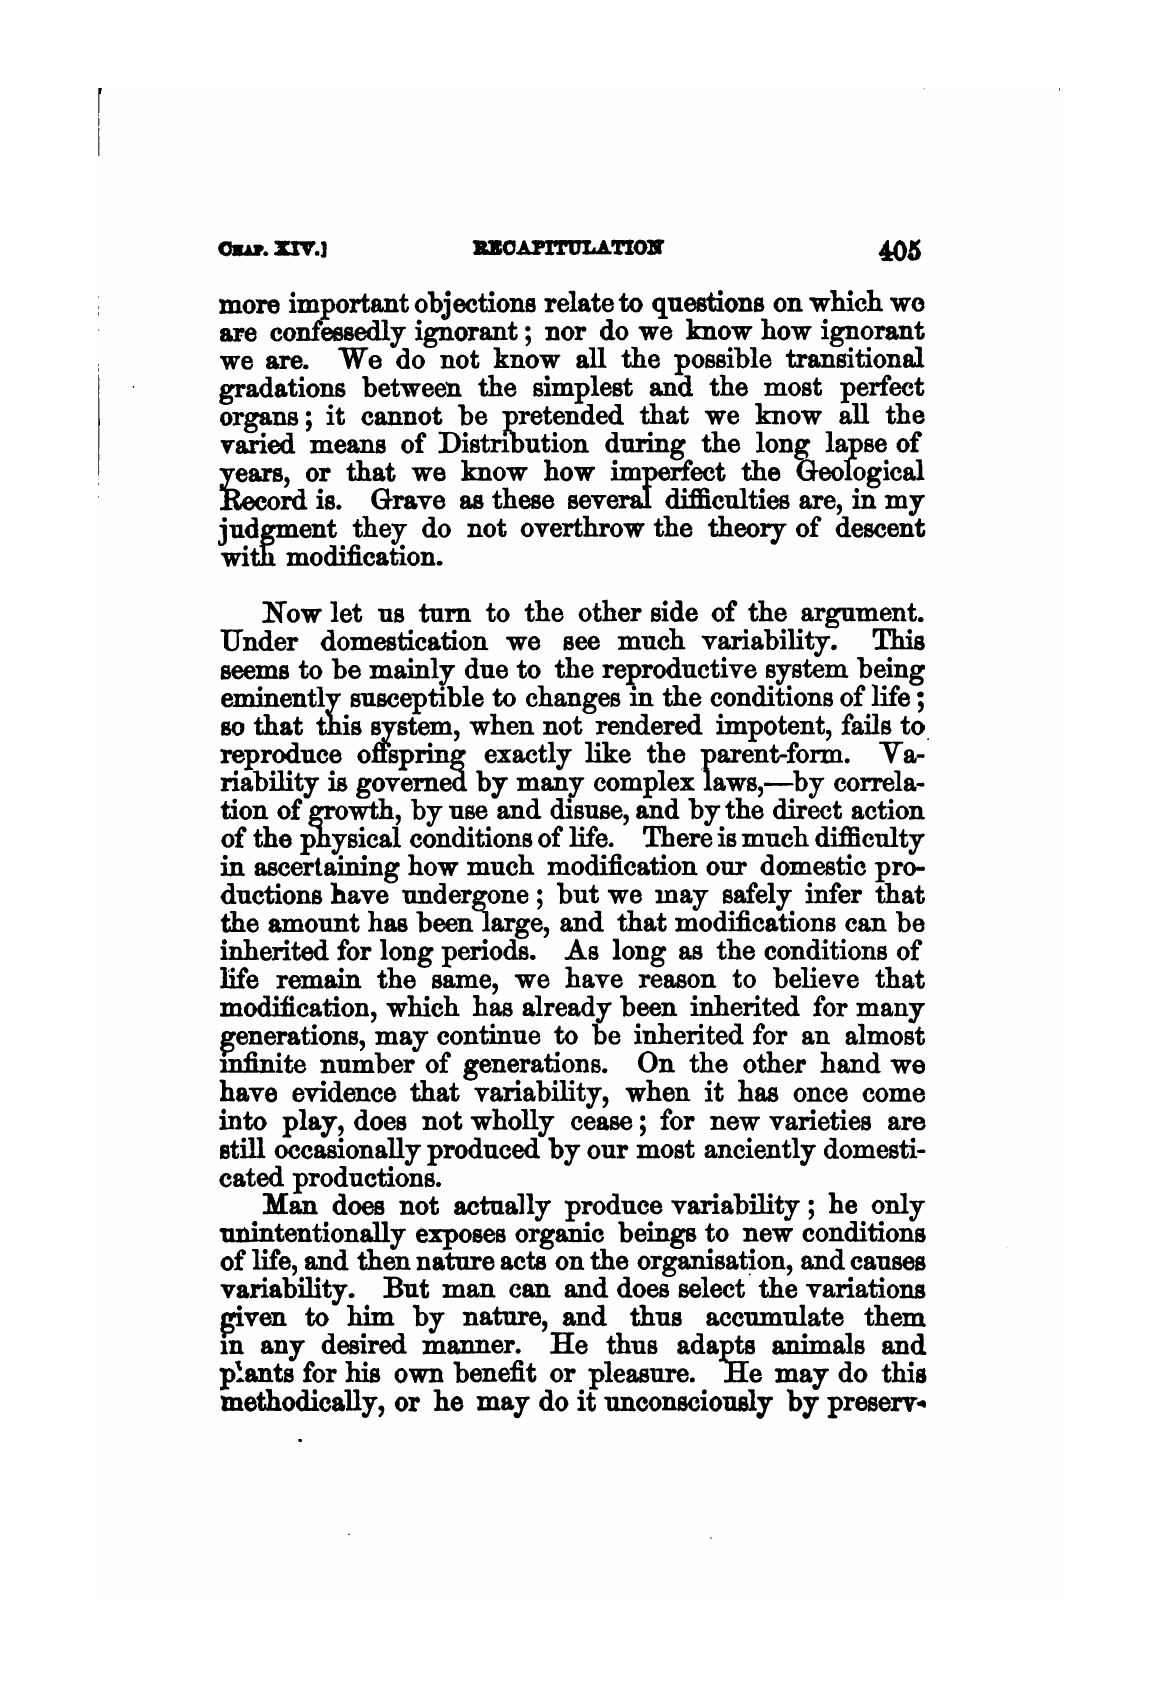 CHAP. XIV.] RECAPITULATION 405
more important objections relate to questions on which we
are confessedly ignorant; nor do we know how ignorant
we are. We do not know all the possible transitional
gradations between the simplest and the most perfect
organs; it cannot be pretended that we know all the
varied means of Distribution during the long lapse of
years, or that we know how imperfect the Geological
Record is. Grave as these several difficulties are, in my
judgment they do not overthrow the theory of descent
with modification.
Now let us turn to the other side of the argument.
Under domestication we see much variability. This
seems to be mainly due to the reproductive system being
eminently susceptible to changes in the conditions of life;
so that this system, when not rendered impotent, fails to
reproduce offspring exactly like the parent-form. Va-
riability is governed by many complex laws,—by correla-
tion of growth, by use and disuse, and by the direct action
of the physical conditions of life. There is much difficulty
in ascertaining how much modification our domestic pro-
ductions have undergone; but we may safely infer that
the amount has been large, and that modifications can be
inherited for long periods. As long as the conditions of
life remain the same, we have reason to believe that
modification, which has already been inherited for many
generations, may continue to be inherited for an almost
infinite number of generations. On the other hand we
have evidence that variability, when it has once come
into play, does not wholly cease; for new varieties are
still occasionally produced by our most anciently domesti-
cated productions.
Man does not actually produce variability; he only
unintentionally exposes organic beings to new conditions
of life, and then nature acts on the organisation, and causes
variability. But man can and does select the variations
given to him by nature, and thus accumulate them
in any desired manner. He thus adapts animals and
plants for his own benefit or pleasure. He may do this
methodically, or he may do it unconsciously by preserv-